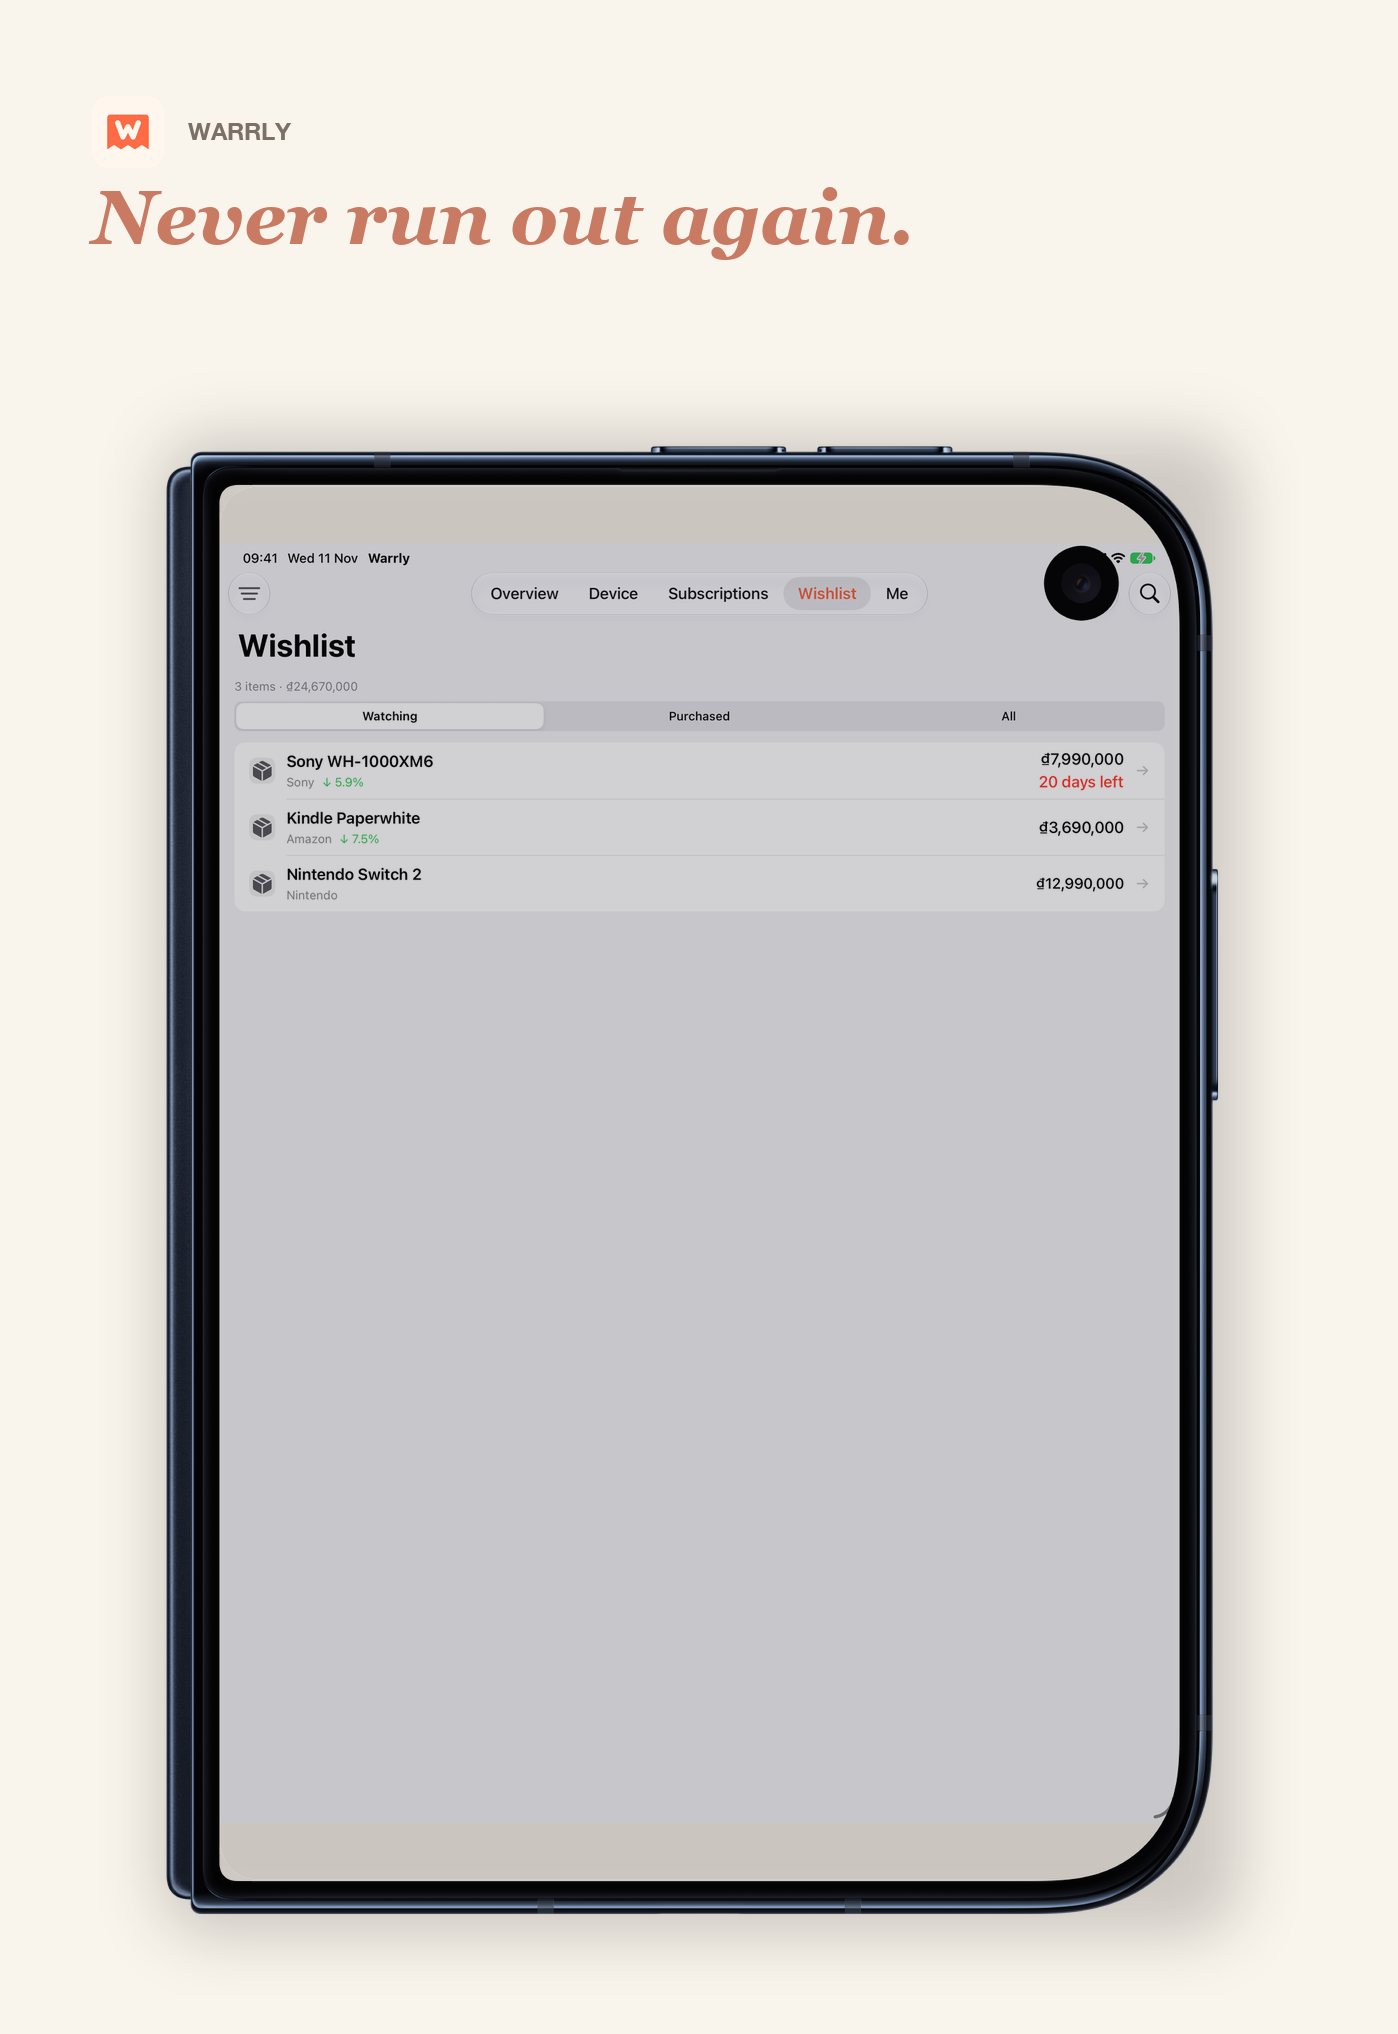 WARRLY
Never run out again.
09:41 Wed 11 Nov Warrly
Overview Device Subscriptions Wishlist Me
Wishlist
3 items · ₫24,670,000
Watching Purchased All
Sony WH-1000XM6
₫7,990,000
Sony ↓ 5.9%
20 days left
Kindle Paperwhite
Amazon ↓ 7.5%
₫3,690,000
Nintendo Switch 2
Nintendo
₫12,990,000